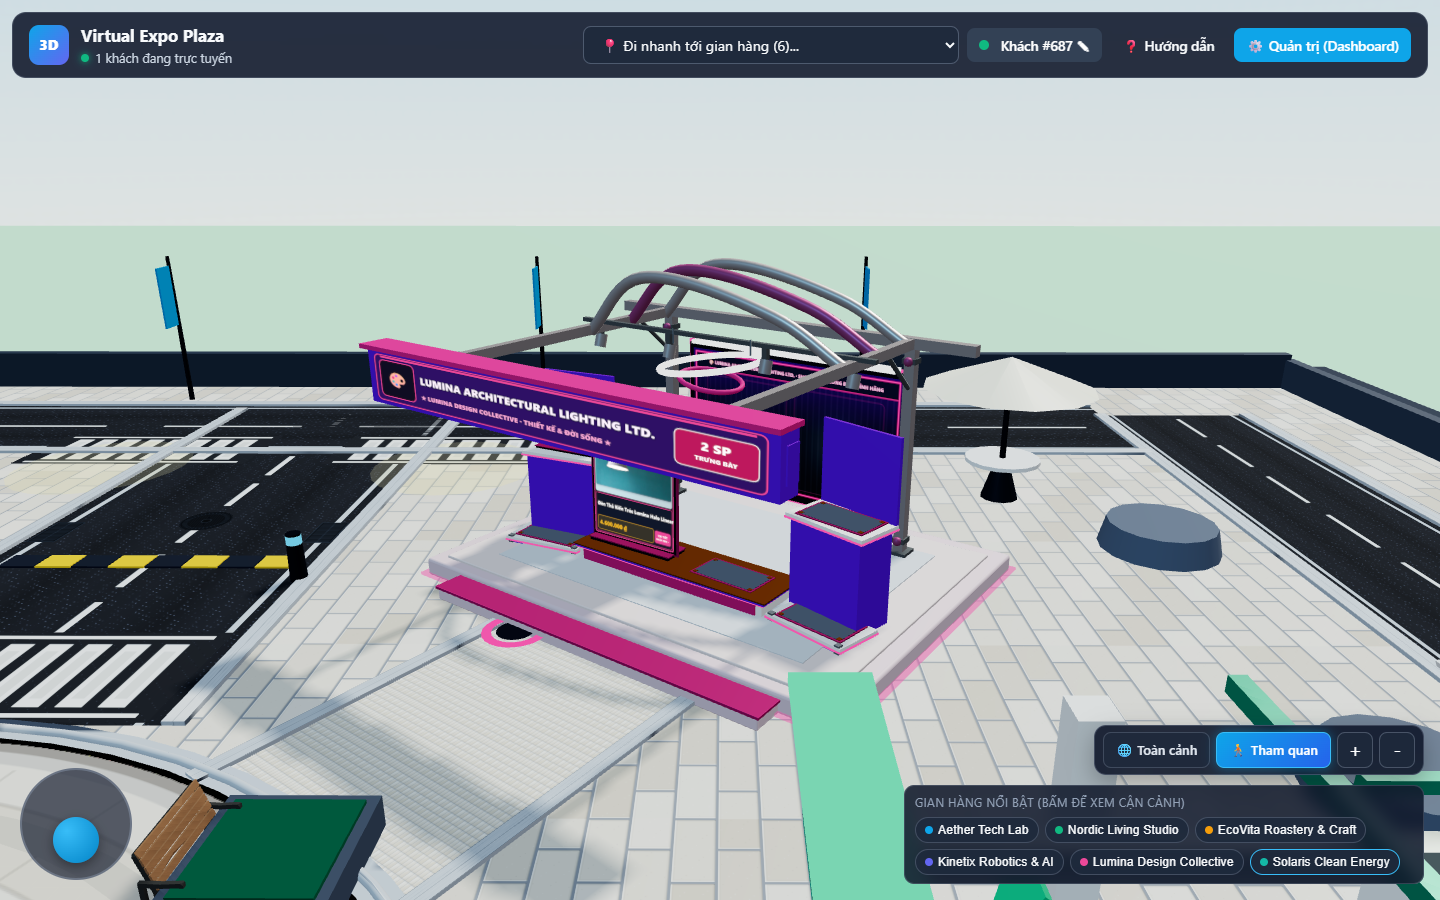 3D
Virtual Expo Plaza
1 khách đang trực tuyến
📍 Đi nhanh tới gian hàng (6)...
Khách #687 ✎
❓ Hướng dẫn
⚙️ Quản trị (Dashboard)
LUMINA ARCHITECTURAL LIGHTING LTD.
★ LUMINA DESIGN COLLECTIVE · THIẾT KẾ & ĐỜI SỐNG ★
2 SP
TRƯNG BÀY
🌐 Toàn cảnh
🚶 Tham quan
+
-
GIAN HÀNG NỔI BẬT (BẤM ĐỂ XEM CẬN CẢNH)
Aether Tech Lab
Nordic Living Studio
EcoVita Roastery & Craft
Kinetix Robotics & AI
Lumina Design Collective
Solaris Clean Energy